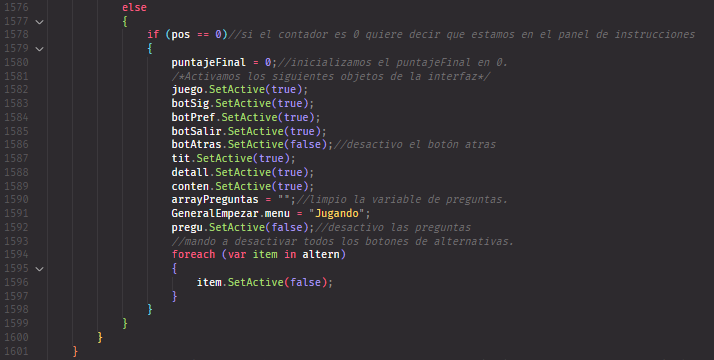 1576 else
1577 {
1578 if (pos == 0)//si el contador es 0 quiere decir que estamos en el panel de instrucciones
1579 {
1580 puntajeFinal = 0;//inicializamos el puntajeFinal en 0.
1581 /*Activamos los siguientes objetos de la interfaz*/
1582 juego.SetActive(true);
1583 botSig.SetActive(true);
1584 botPref.SetActive(true);
1585 botSalir.SetActive(true);
1586 botAtras.SetActive(false);//desactivo el botón atras
1587 tit.SetActive(true);
1588 detall.SetActive(true);
1589 conten.SetActive(true);
1590 arrayPreguntas = "";//limpio la variable de preguntas.
1591 GeneralEmpezar.menu = "Jugando";
1592 pregu.SetActive(false);//desactivo las preguntas
1593 //mando a desactivar todos los botones de alternativas.
1594 foreach (var item in altern)
1595 {
1596 item.SetActive(false);
1597 }
1598 }
1599 }
1600 }
1601 }